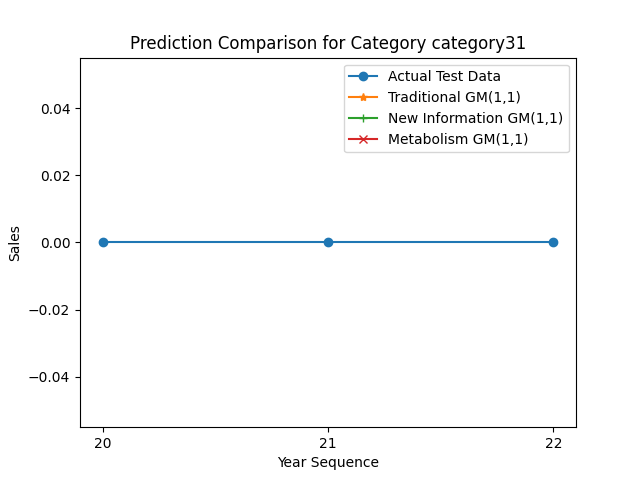 Prediction Comparison for Category category31
Actual Test Data
Traditional GM(1,1)
New Information GM(1,1)
Metabolism GM(1,1)
0.04
0.02
0.00
−0.02
−0.04
Sales
20
21
22
Year Sequence